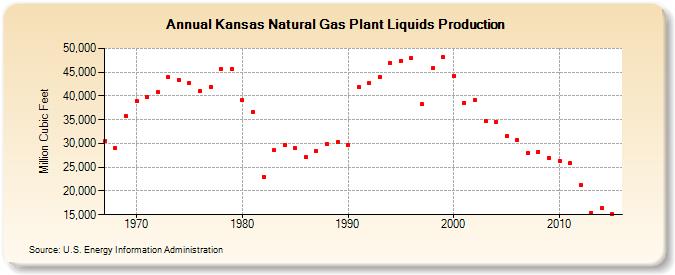 Annual Kansas Natural Gas Plant Liquids Production
Million Cubic Feet
50,000
45,000
40,000
35,000
30,000
25,000
20,000
15,000
1970 1980 1990 2000 2010
Source: U.S. Energy Information Administration